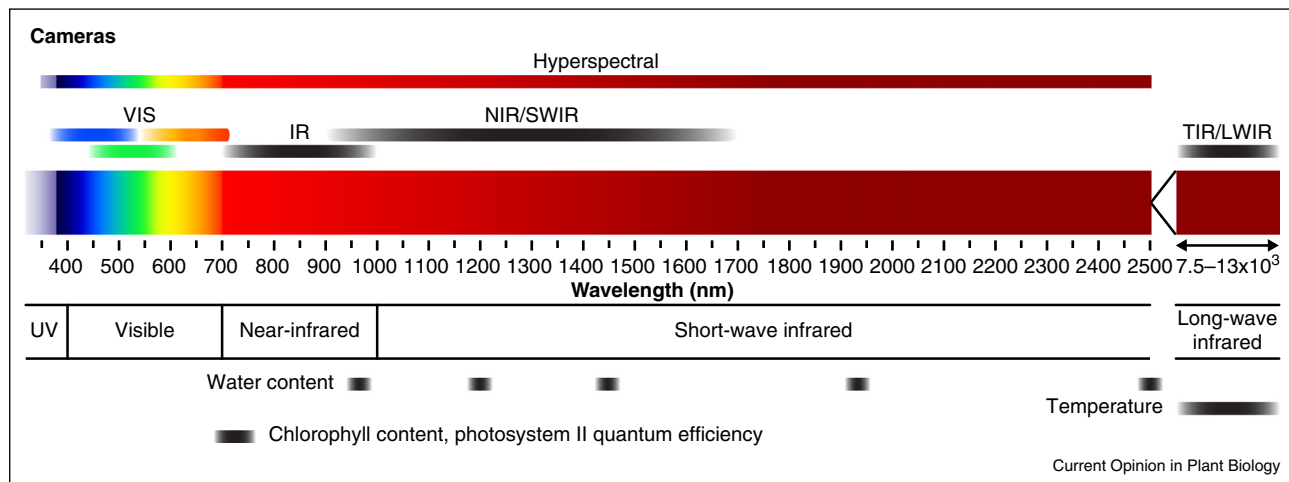 Cameras
Hyperspectral
VIS
IR
NIR/SWIR
TIR/LWIR
400 500 600 700 800 900 1000 1200 1300 1400 1500 1600 1700 1800 1900 2000 2100 2200 2300 2400 2500 7.5–13x10³
Wavelength (nm)
UV Visible Near-infrared Short-wave infrared Long-wave
infrared
Water content
Temperature
Chlorophyll content, photosystem II quantum efficiency
Current Opinion in Plant Biology